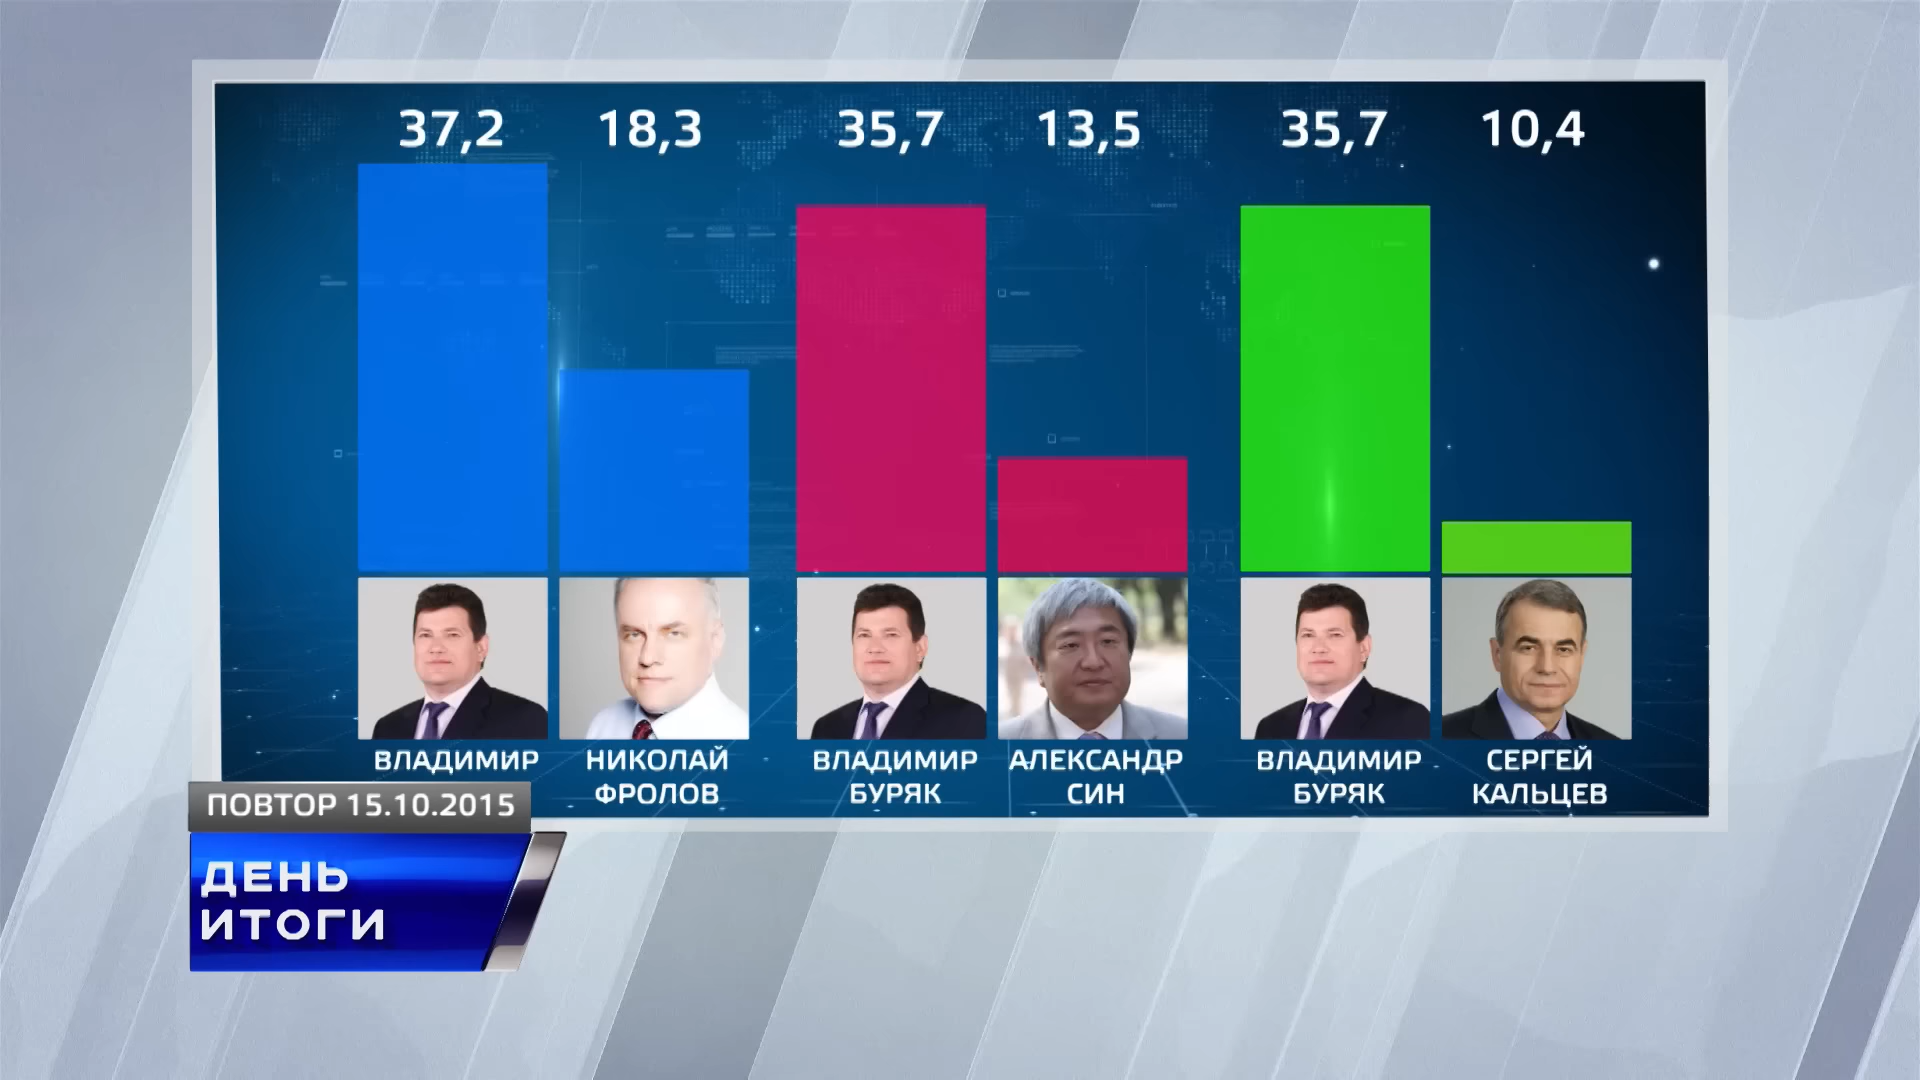 37,2 18,3 35,7 13,5 35,7 10,4
ВЛАДИМИР
НИКОЛАЙ
ФРОЛОВ
ВЛАДИМИР
БУРЯК
АЛЕКСАНДР
СИН
ВЛАДИМИР
БУРЯК
СЕРГЕЙ
КАЛЬЦЕВ
ПОВТОР 15.10.2015
ДЕНЬ
ИТОГИ